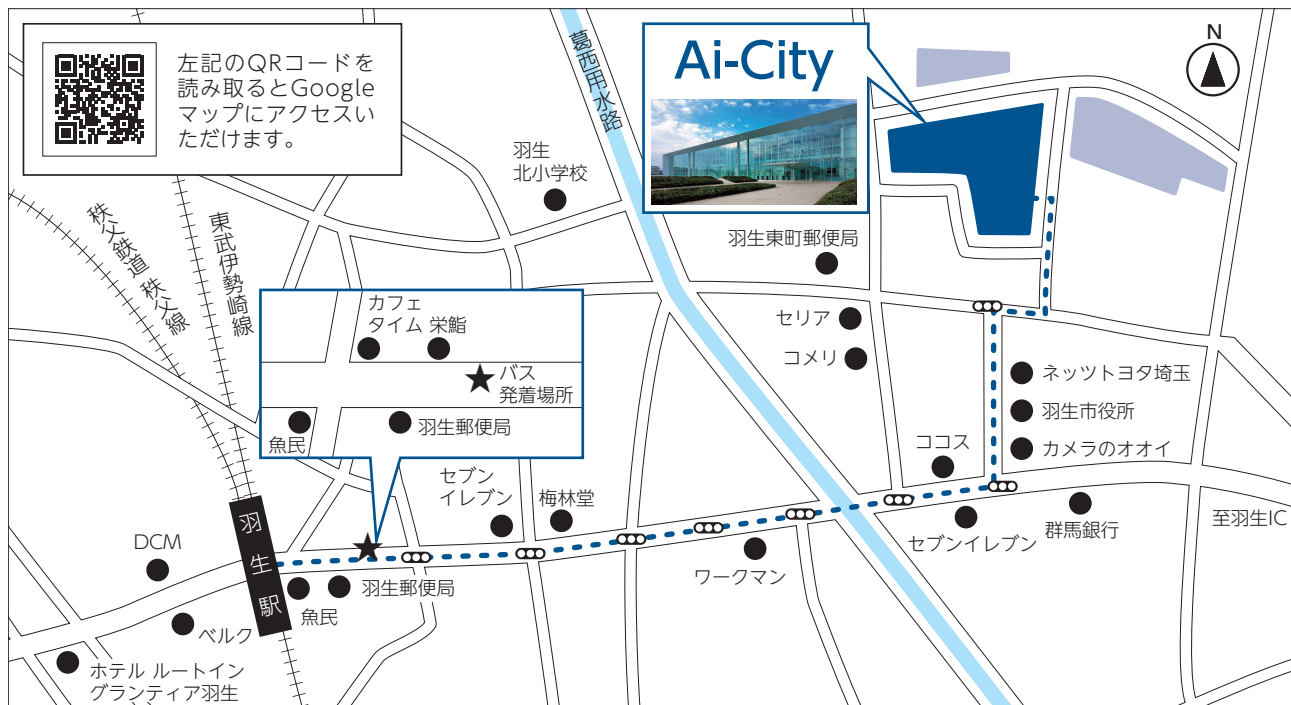 左記のQRコードを
読み取るとGoogle
マップにアクセスい
ただけます。
葛西用水路
Ai-City
N
羽生
北小学校
秩父鉄道 秩父線
東武伊勢崎線
羽生東町郵便局
カフェ
タイム 栄鮨
バス
発着場所
魚民
羽生郵便局
セリア
コメリ
ネッツトヨタ埼玉
羽生市役所
カメラのオオイ
ココス
セブン
イレブン
梅林堂
群馬銀行
至羽生IC
セブンイレブン
ワークマン
羽生駅
DCM
羽生郵便局
魚民
ベルク
ホテル ルートイン
グランティア羽生